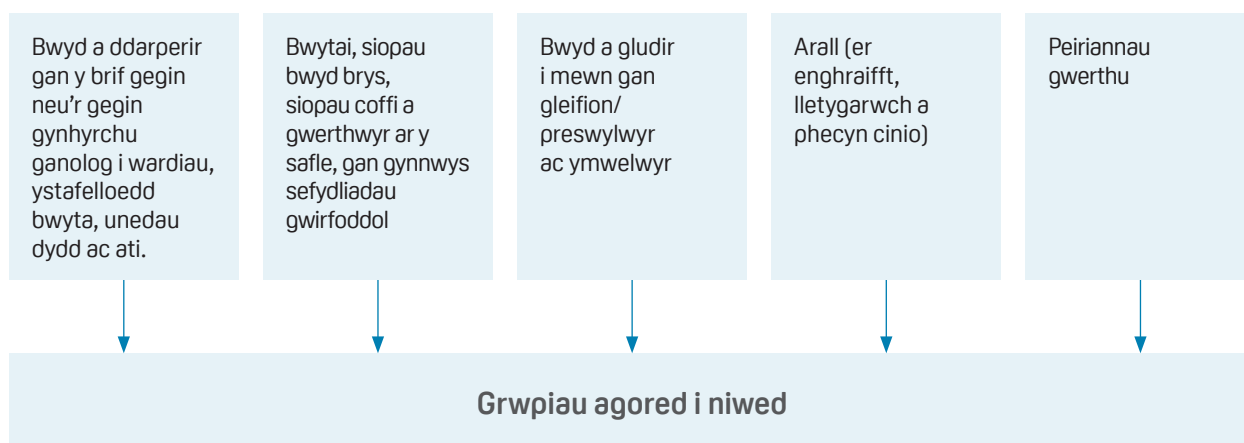 Bwyd a ddarperir
gan y brif gegin
neu'r gegin
gynhyrchu
ganolog i wardiau,
ystafelloedd
bwyta, unedau
dydd ac ati.
Bwytai, siopau
bwyd brys,
siopau coffi a
gwerthwyr ar y
safle, gan gynnwys
sefydliadau
gwirfoddol
Bwyd a gludir
i mewn gan
gleifion/
preswylwyr
ac ymwelwyr
Arall (er
enghraifft,
lletygarwch a
phecyn cinio)
Peiriannau
gwerthu
Grwpiau agored i niwed